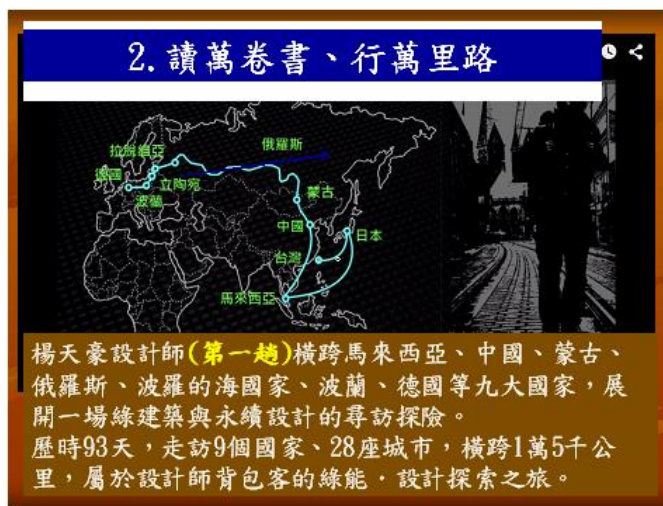 2.讀萬卷書、行萬里路
拉脫維亞
俄羅斯
德國
立陶宛
波蘭
蒙古
中國
日本
台灣
馬來西亞
楊天豪設計師(第一趟)橫跨馬來西亞、中國、蒙古、
俄羅斯、波羅的海國家、波蘭、德國等九大國家，展
開一場綠建築與永續設計的尋訪探險。
歷時93天，走訪9個國家、28座城市，橫跨1萬5千公
里，屬於設計師背包客的綠能．設計探索之旅。